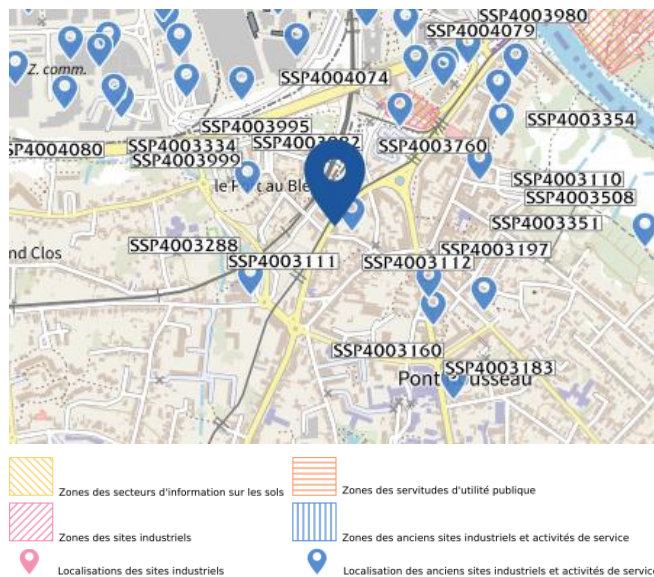 SSP4003980
SSP4004079
Z. comm.
SSP4004074
SSP4003995
SSP4003354
SSP4004080
SSP4003334
SSP4003760
SSP4003999
SSP4003110
SSP4003508
SSP4003351
nd Clos
SSP4003288
SSP4003197
SSP4003111
SSP4003112
SSP4003160
SSP4003183
Zones des secteurs d'information sur les sols
Zones des servitudes d'utilité publique
Zones des sites industriels
Zones des anciens sites industriels et activités de service
Localisations des sites industriels
Localisation des anciens sites industriels et activités de service